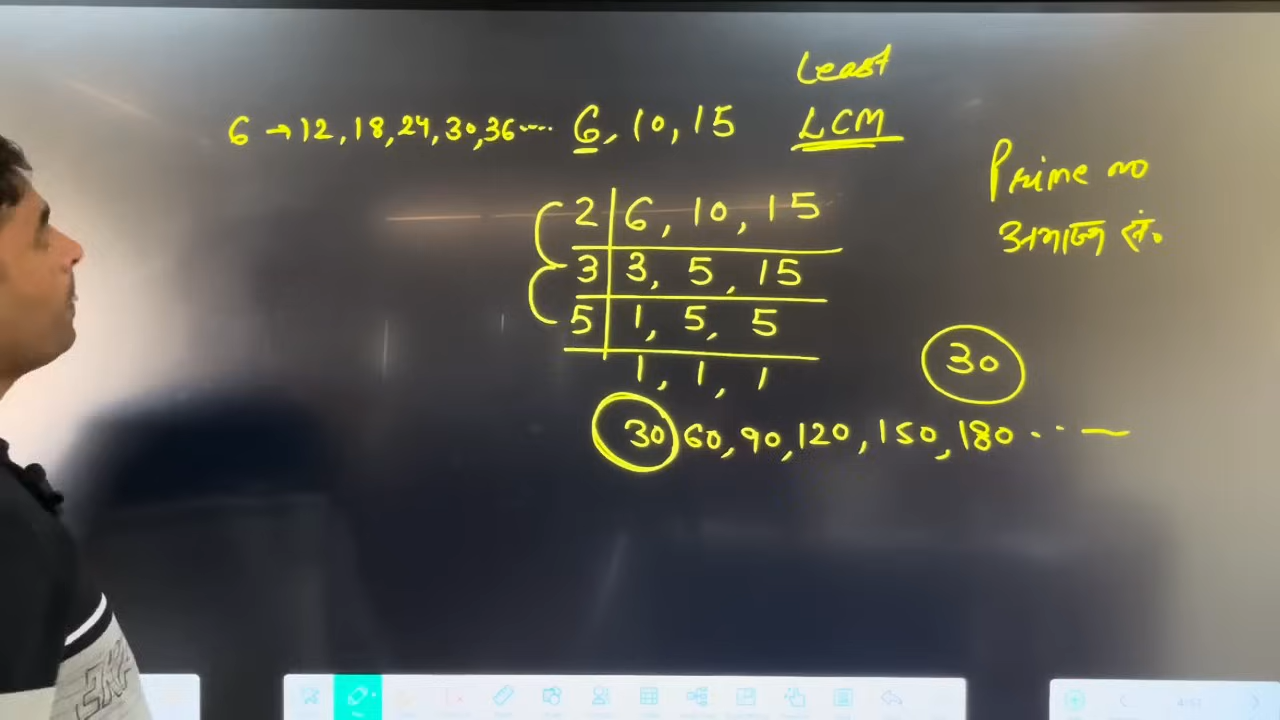 Least
6 → 12, 18, 24, 30, 36..... 6, 10, 15 LCM
Prime no
अभाज्य सं.
2 | 6, 10, 15
3 | 3, 5, 15
5 | 1, 5, 5
1, 1, 1
30
30 60, 90, 120, 150, 180 ... —